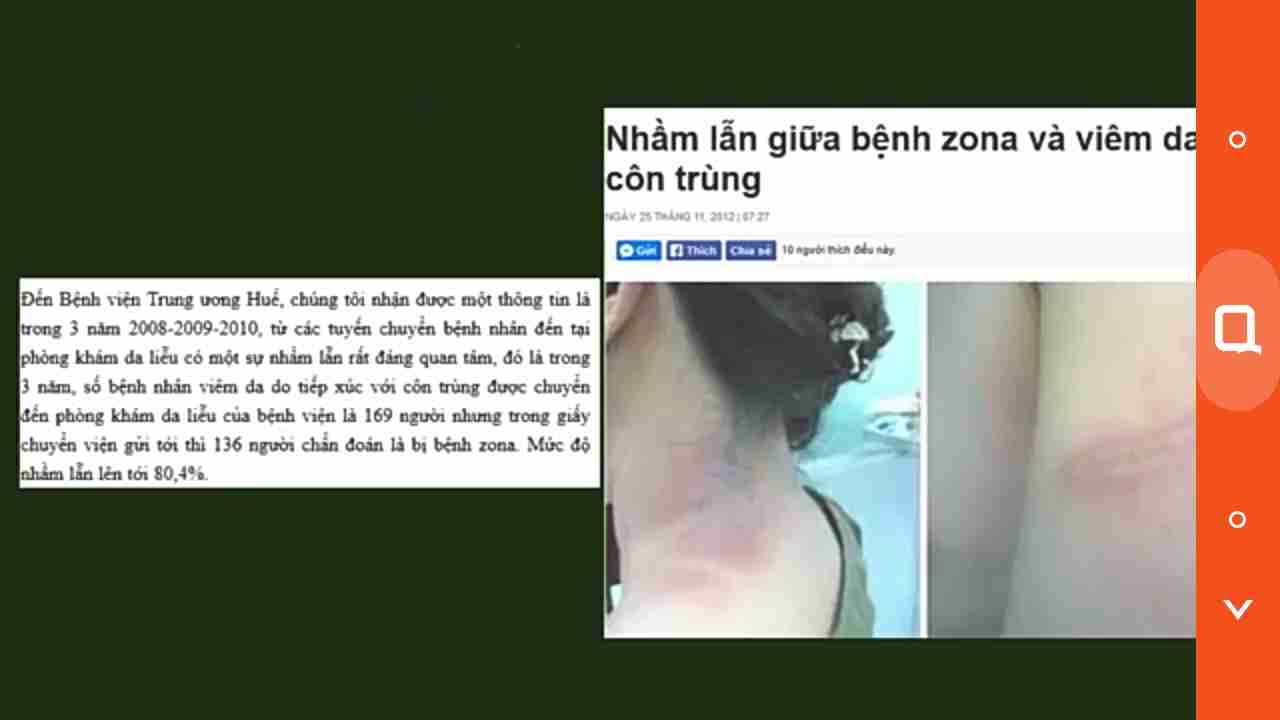 Đến Bệnh viện Trung ương Huế, chúng tôi nhận được một thông tin là
trong 3 năm 2008-2009-2010, từ các tuyến chuyển bệnh nhân đến tại
phòng khám da liễu có một sự nhầm lẫn rất đáng quan tâm, đó là trong
3 năm, số bệnh nhân viêm da do tiếp xúc với côn trùng được chuyển
đến phòng khám da liễu của bệnh viện là 169 người nhưng trong giấy
chuyển viện gửi tới thì 136 người chẩn đoán là bị bệnh zona. Mức độ
nhầm lẫn lên tới 80,4%.
Nhầm lẫn giữa bệnh zona và viêm da
côn trùng
NGÀY 25 THÁNG 11, 2012 | 07:27
Gửi Thích Chia sẻ 10 người thích điều này.